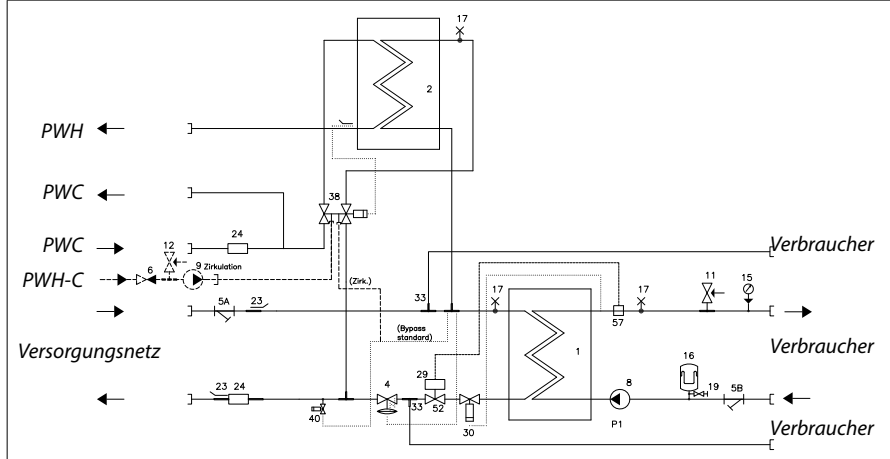 17
2
PWH
PWC
38
PWC
24
12
Verbraucher
PWH-C
6
9
Zirkulation
(Zirk.)
11
15
5A
23
33
17
17
57
(Bypass
standard)
Versorgungsnetz
1
Verbraucher
29
16
23
24
4
8
19
5B
40
33
52
30
P1
Verbraucher